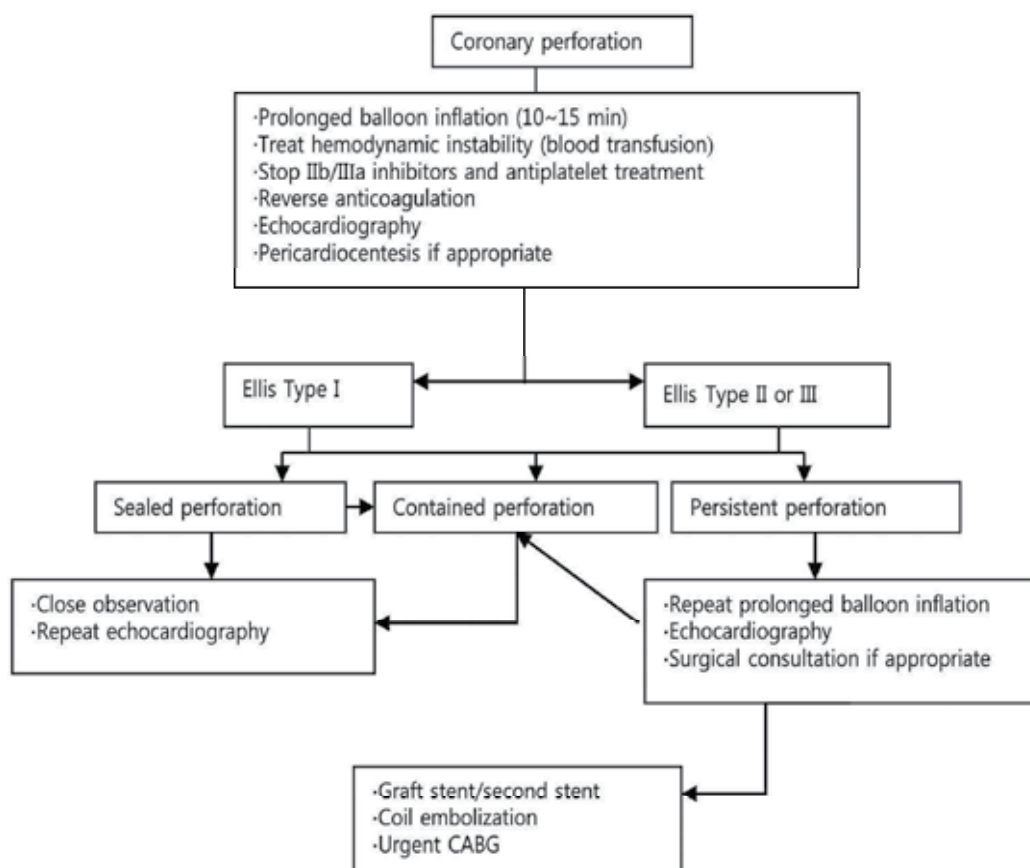 Coronary perforation
·Prolonged balloon inflation (10~15 min)
·Treat hemodynamic instability (blood transfusion)
·Stop Ⅱb/Ⅲa inhibitors and antiplatelet treatment
·Reverse anticoagulation
·Echocardiography
·Pericardiocentesis if appropriate
Ellis Type Ⅰ
Ellis Type Ⅱ or Ⅲ
Sealed perforation
Contained perforation
Persistent perforation
·Close observation
·Repeat echocardiography
·Repeat prolonged balloon inflation
·Echocardiography
·Surgical consultation if appropriate
·Graft stent/second stent
·Coil embolization
·Urgent CABG